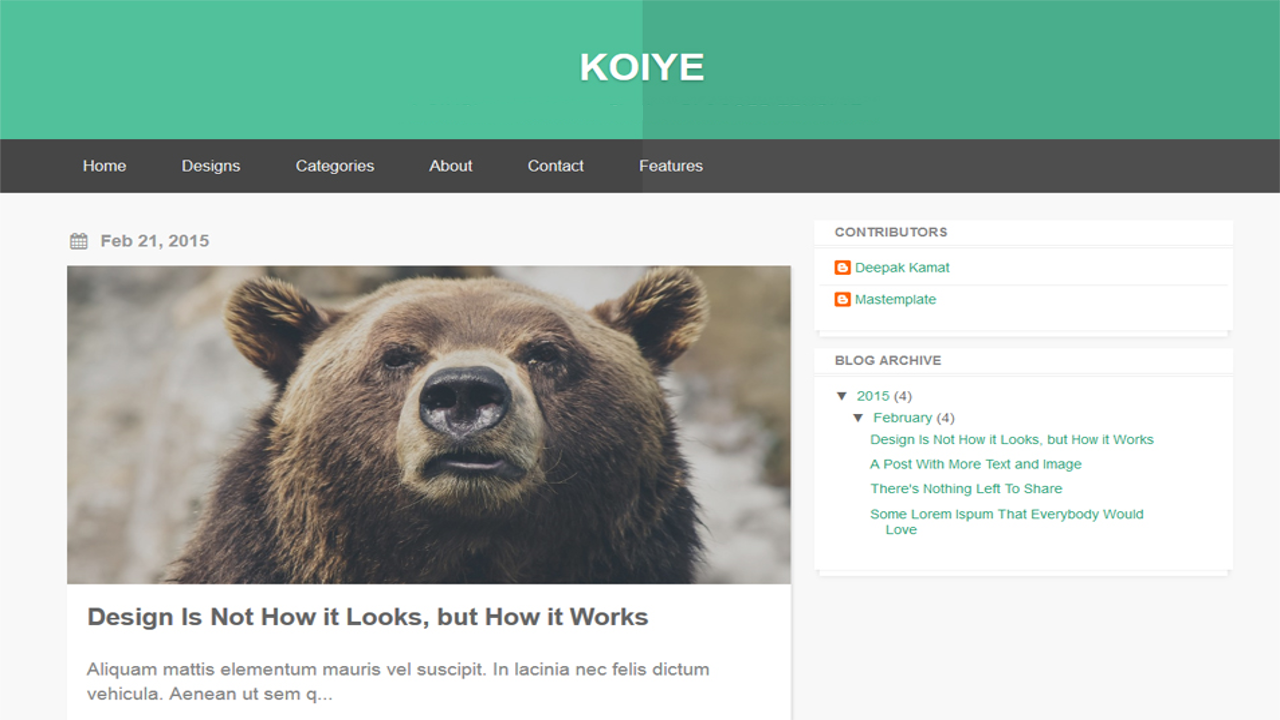 KOIYE
Home Designs Categories About Contact Features
Feb 21, 2015
Design Is Not How it Looks, but How it Works
Aliquam mattis elementum mauris vel suscipit. In lacinia nec felis dictum
vehicula. Aenean ut sem q...
CONTRIBUTORS
Deepak Kamat
Mastemplate
BLOG ARCHIVE
▼ 2015 (4)
▼ February (4)
Design Is Not How it Looks, but How it Works
A Post With More Text and Image
There's Nothing Left To Share
Some Lorem Ispum That Everybody Would
Love